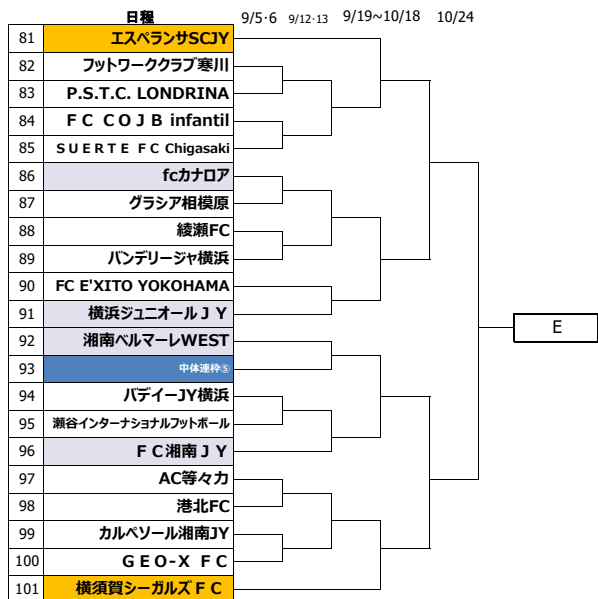 日程 9/5･6 9/12･13 9/19~10/18 10/24
81 エスペランサSCJY
82 フットワーククラブ寒川
83 P.S.T.C. LONDRINA
84 ＦＣ ＣＯＪＢ infantil
85 ＳＵＥＲＴＥ ＦＣ Chigasaki
86 fcカナロア
87 グラシア相模原
88 綾瀬FC
89 バンデリージャ横浜
90 FC E'XITO YOKOHAMA
91 横浜ジュニオールＪＹ
92 湘南ベルマーレWEST
93 中体連枠⑤
94 バディーJY横浜
95 瀬谷インターナショナルフットボール
96 ＦＣ湘南ＪＹ
97 AC等々力
98 港北FC
99 カルペソール湘南JY
100 ＧＥＯ-Ｘ ＦＣ
101 横須賀シーガルズＦＣ
E